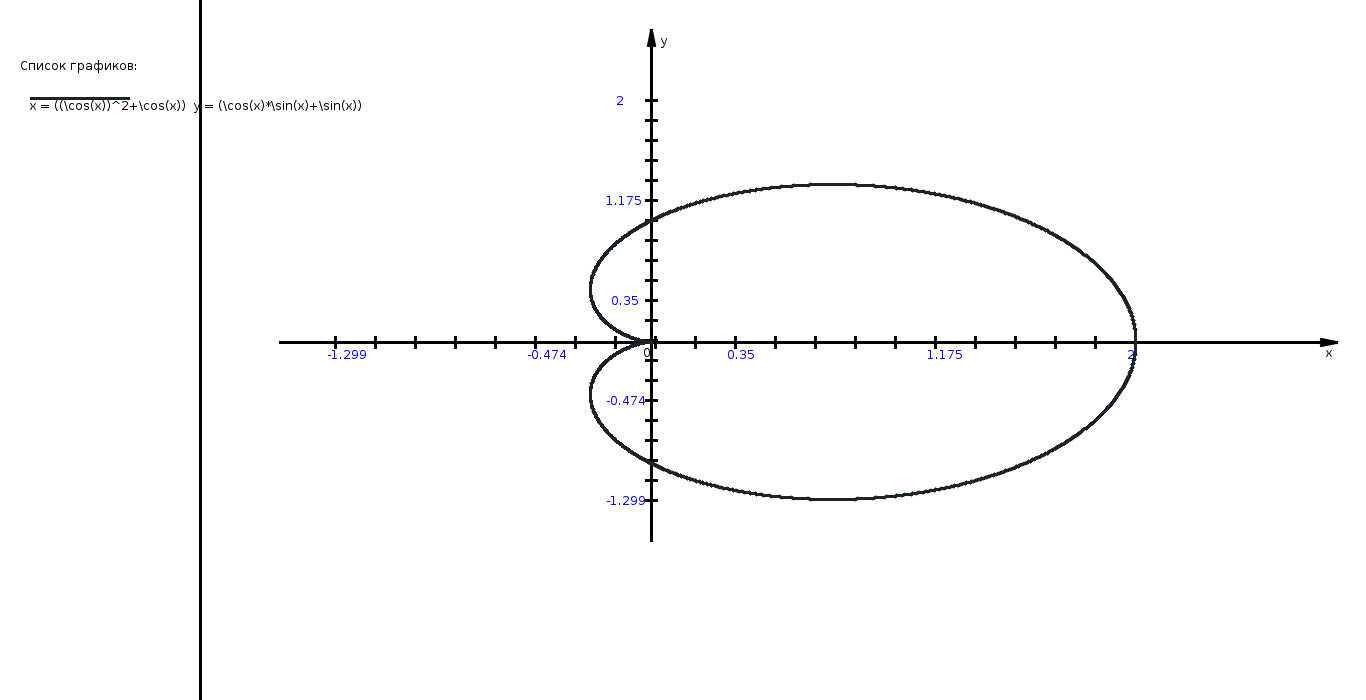 Список графиков:
x = ((\cos(x))^2+\cos(x))  y = (\cos(x)*\sin(x)+\sin(x))
y
2
1.175
0.35
0
-1.299 -0.474 0.35 1.175 2 x
-0.474
-1.299